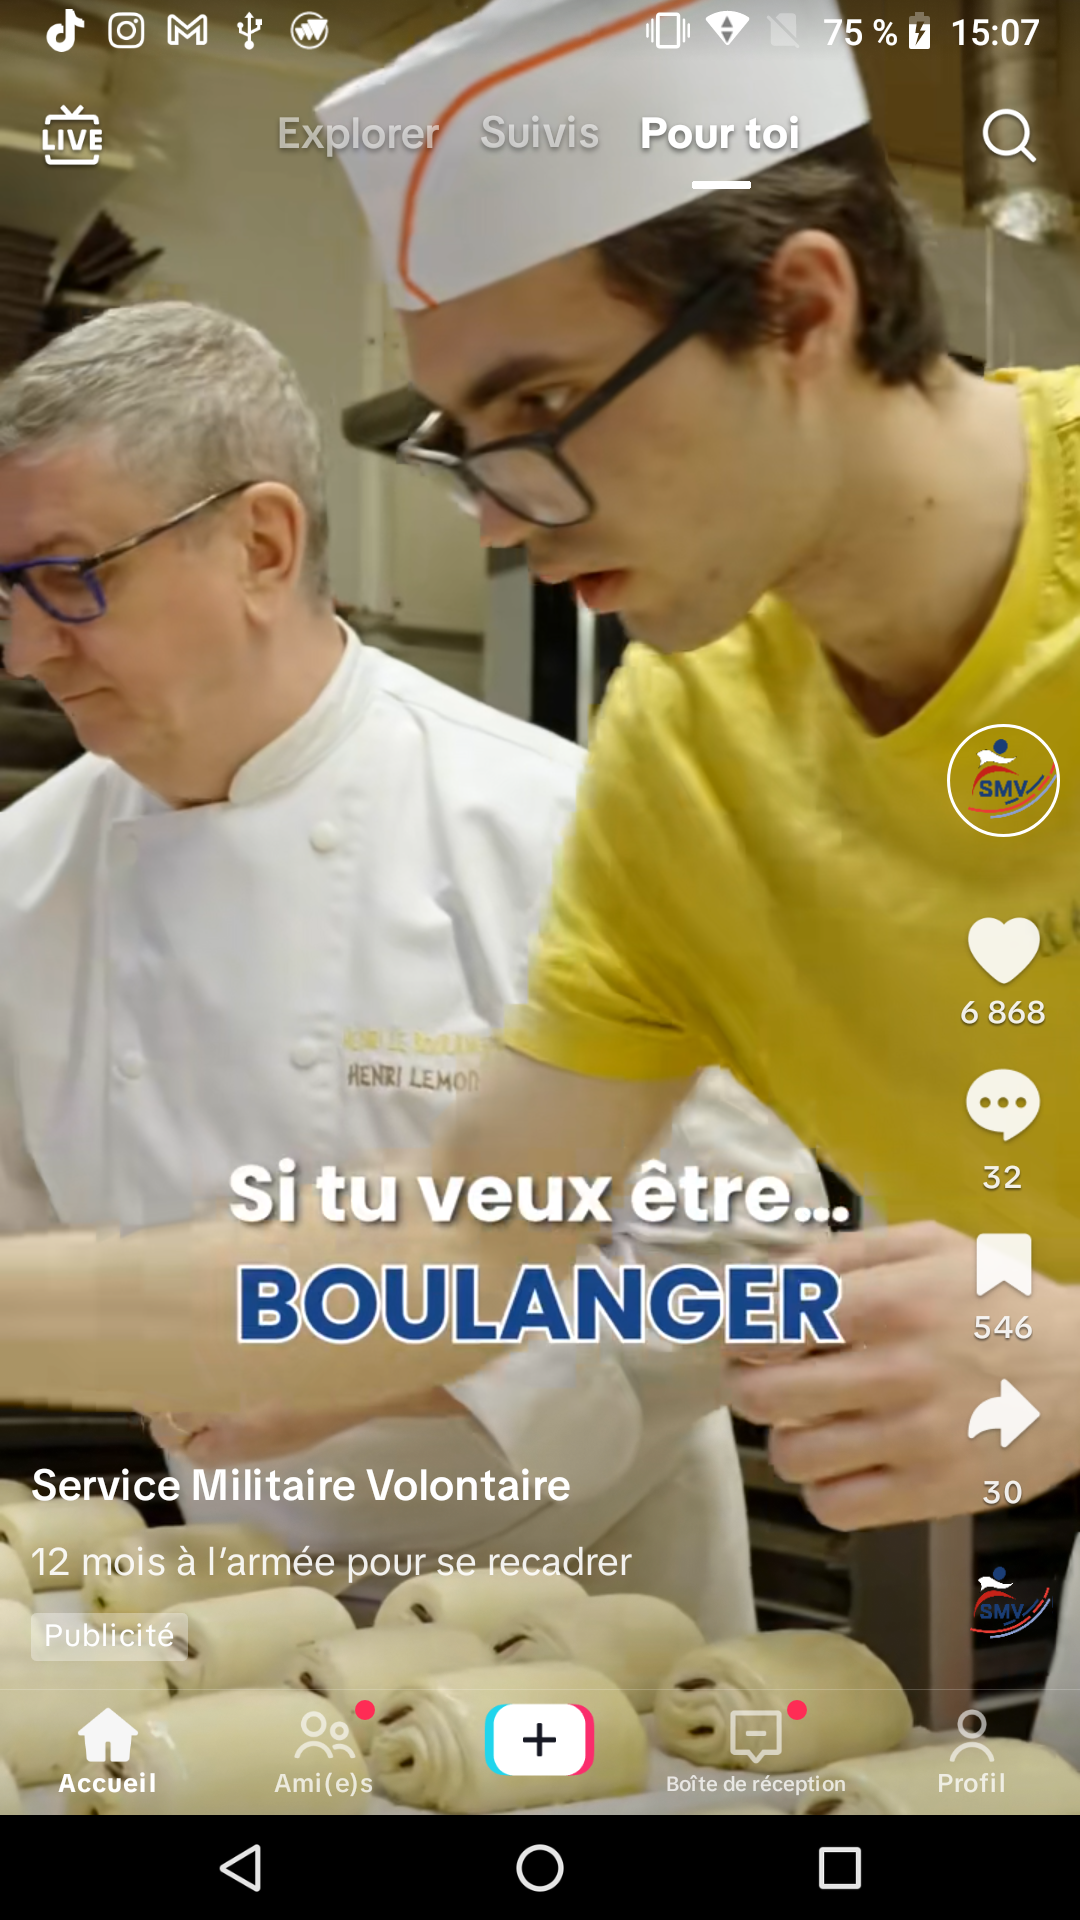 75 % 15:07
LIVE Explorer Suivis Pour toi
SMV
6 868
HENRI LE BOULANGER
HENRI LEMOR
32
Si tu veux être...
BOULANGER
546
Service Militaire Volontaire
30
12 mois à l’armée pour se recadrer
SMV
Publicité
Accueil Ami(e)s Boîte de réception Profil